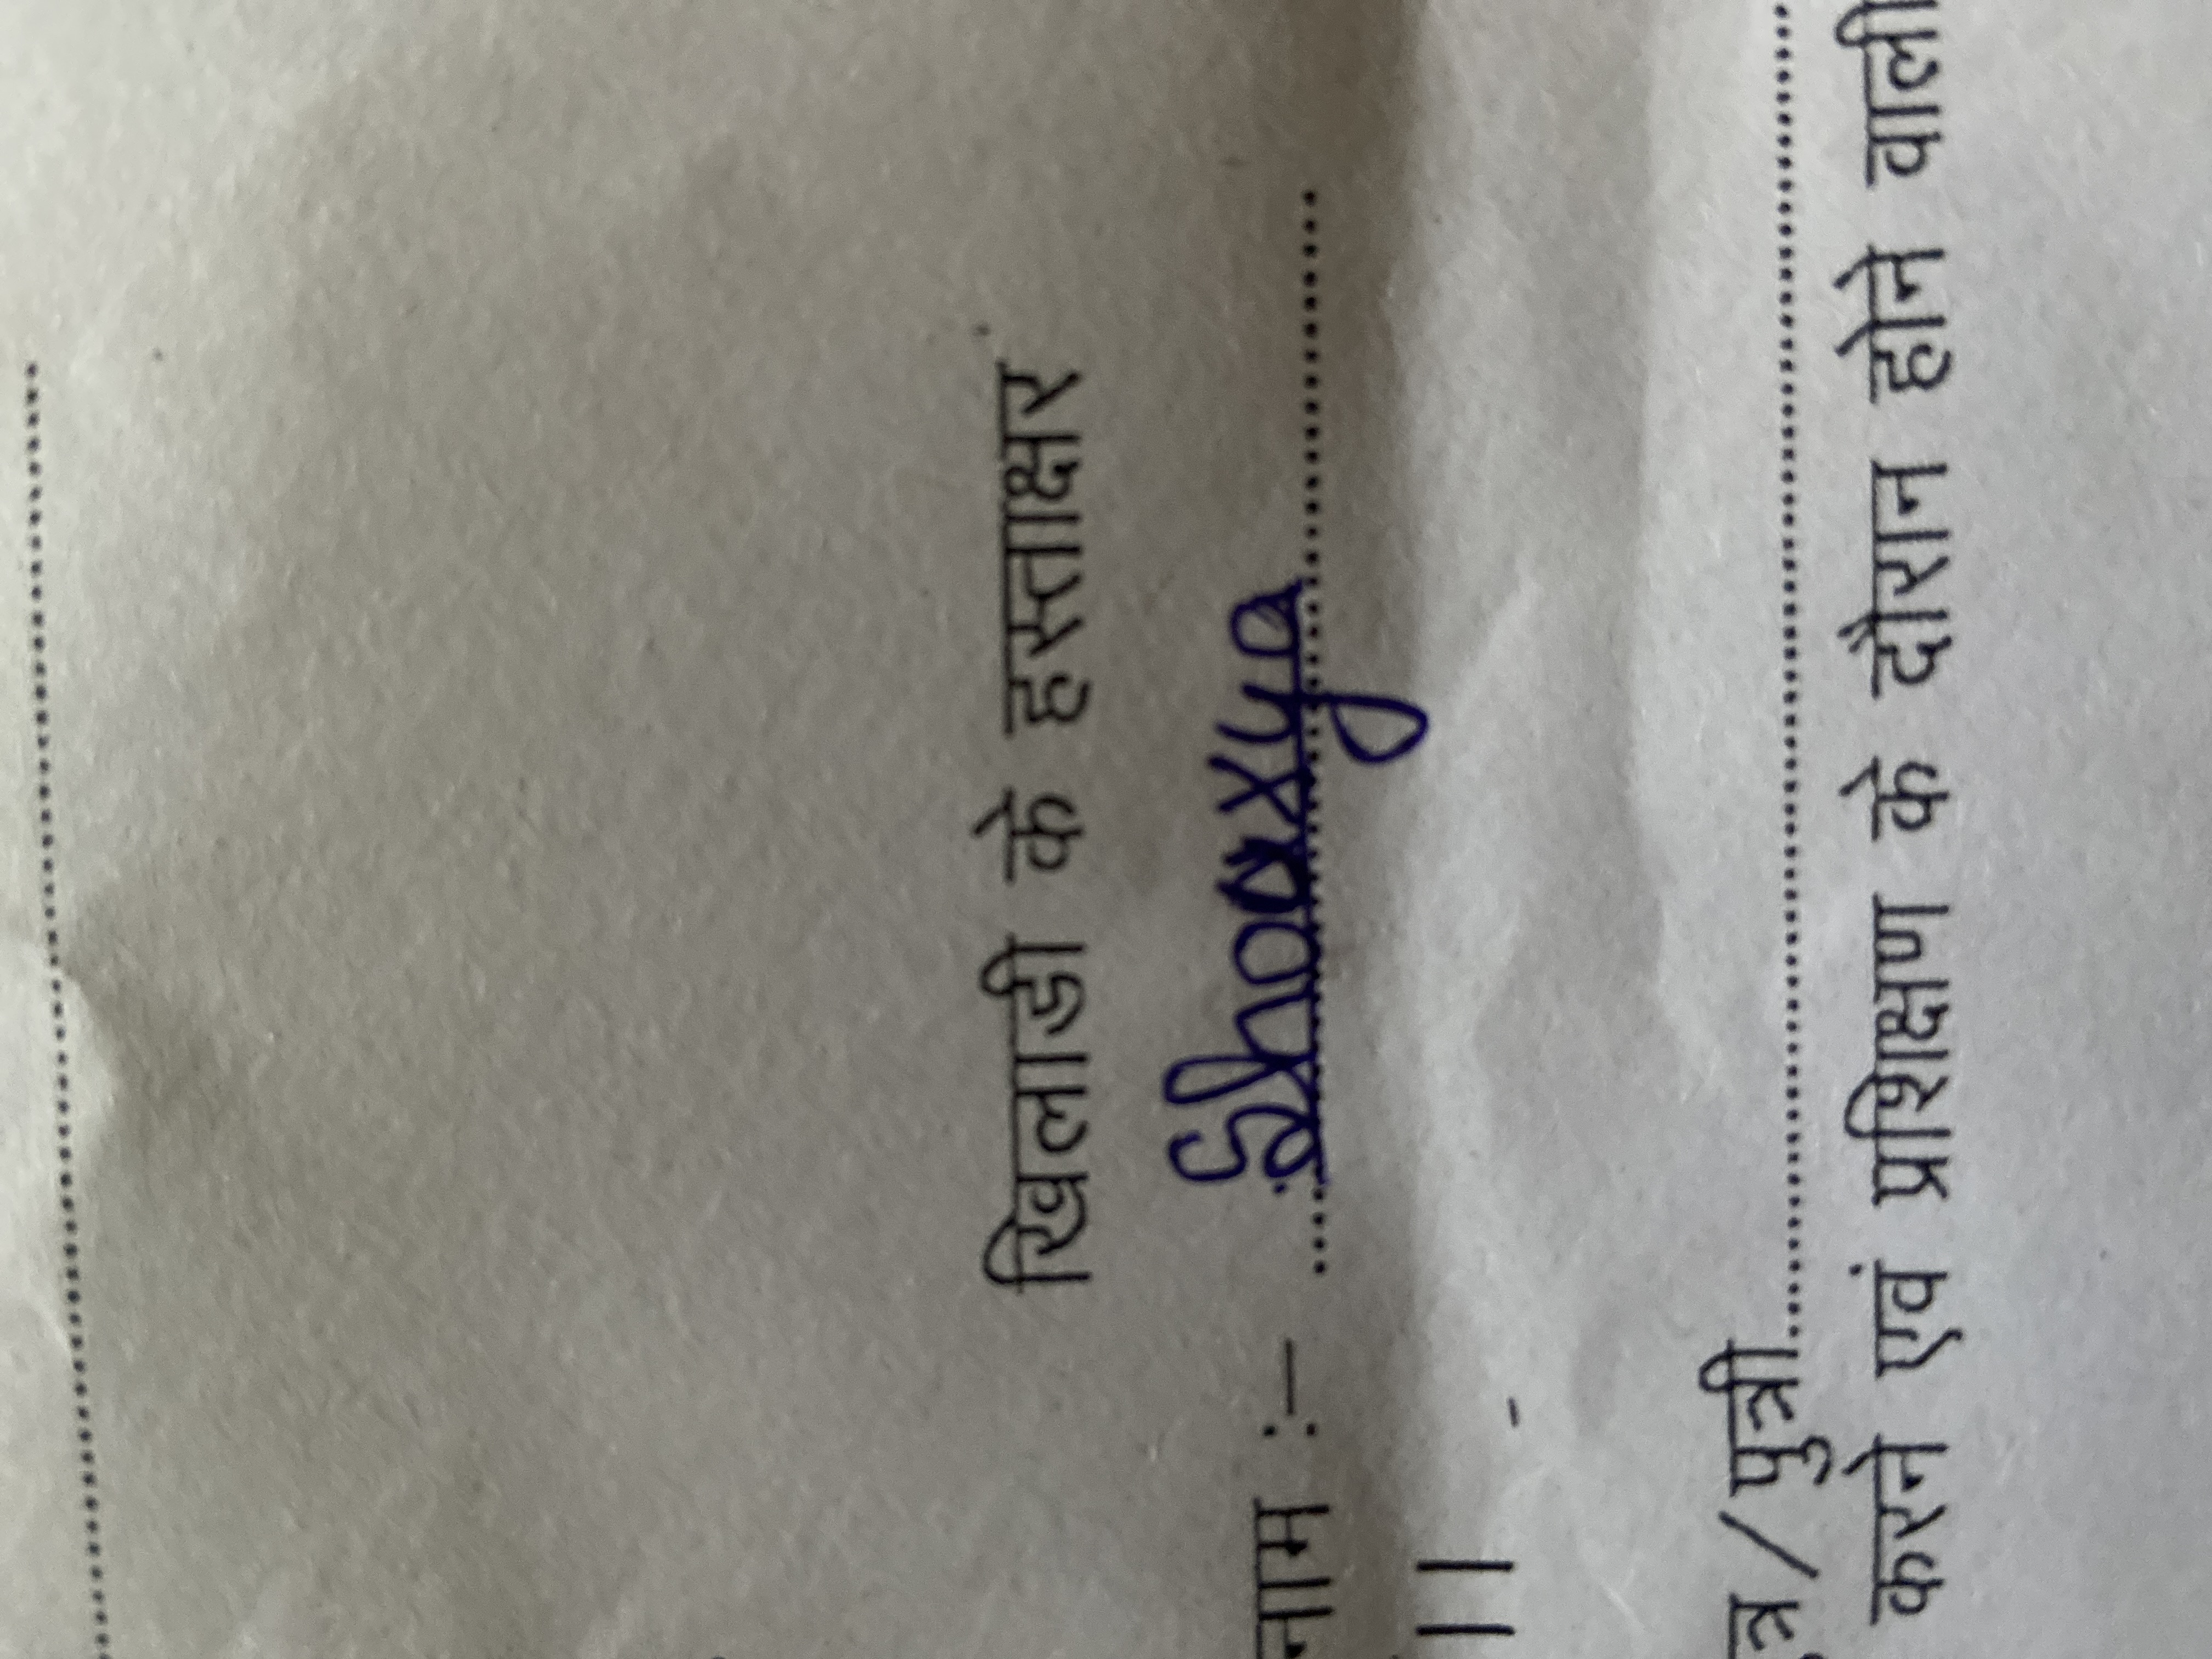 खिलाडी के हस्ताक्षर
नाम :– ....Shaurya..........
।।
त्र/पुत्री..............................
करने एवं प्रशिक्षण के दौरान होने वाली